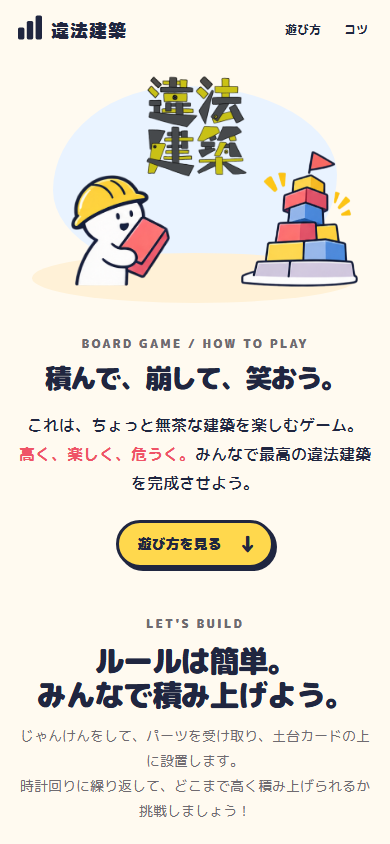 違法建築
遊び方 コツ
違法
建築
BOARD GAME / HOW TO PLAY
積んで、崩して、笑おう。
これは、ちょっと無茶な建築を楽しむゲーム。
高く、楽しく、危うく。みんなで最高の違法建築
を完成させよう。
遊び方を見る ↓
LET'S BUILD
ルールは簡単。
みんなで積み上げよう。
じゃんけんをして、パーツを受け取り、土台カードの上
に設置します。
時計回りに繰り返して、どこまで高く積み上げられるか
挑戦しましょう！